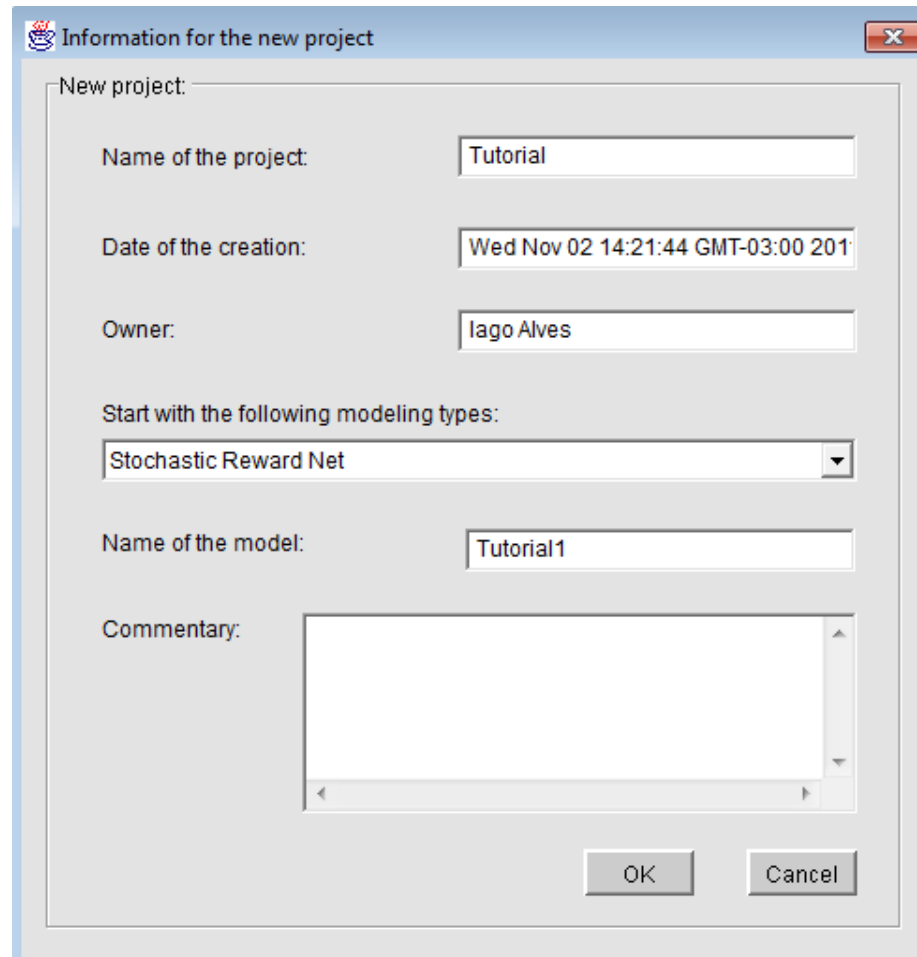 Information for the new project
New project:
Name of the project: Tutorial
Date of the creation: Wed Nov 02 14:21:44 GMT-03:00 201
Owner: Iago Alves
Start with the following modeling types:
Stochastic Reward Net
Name of the model: Tutorial1
Commentary:
OK Cancel